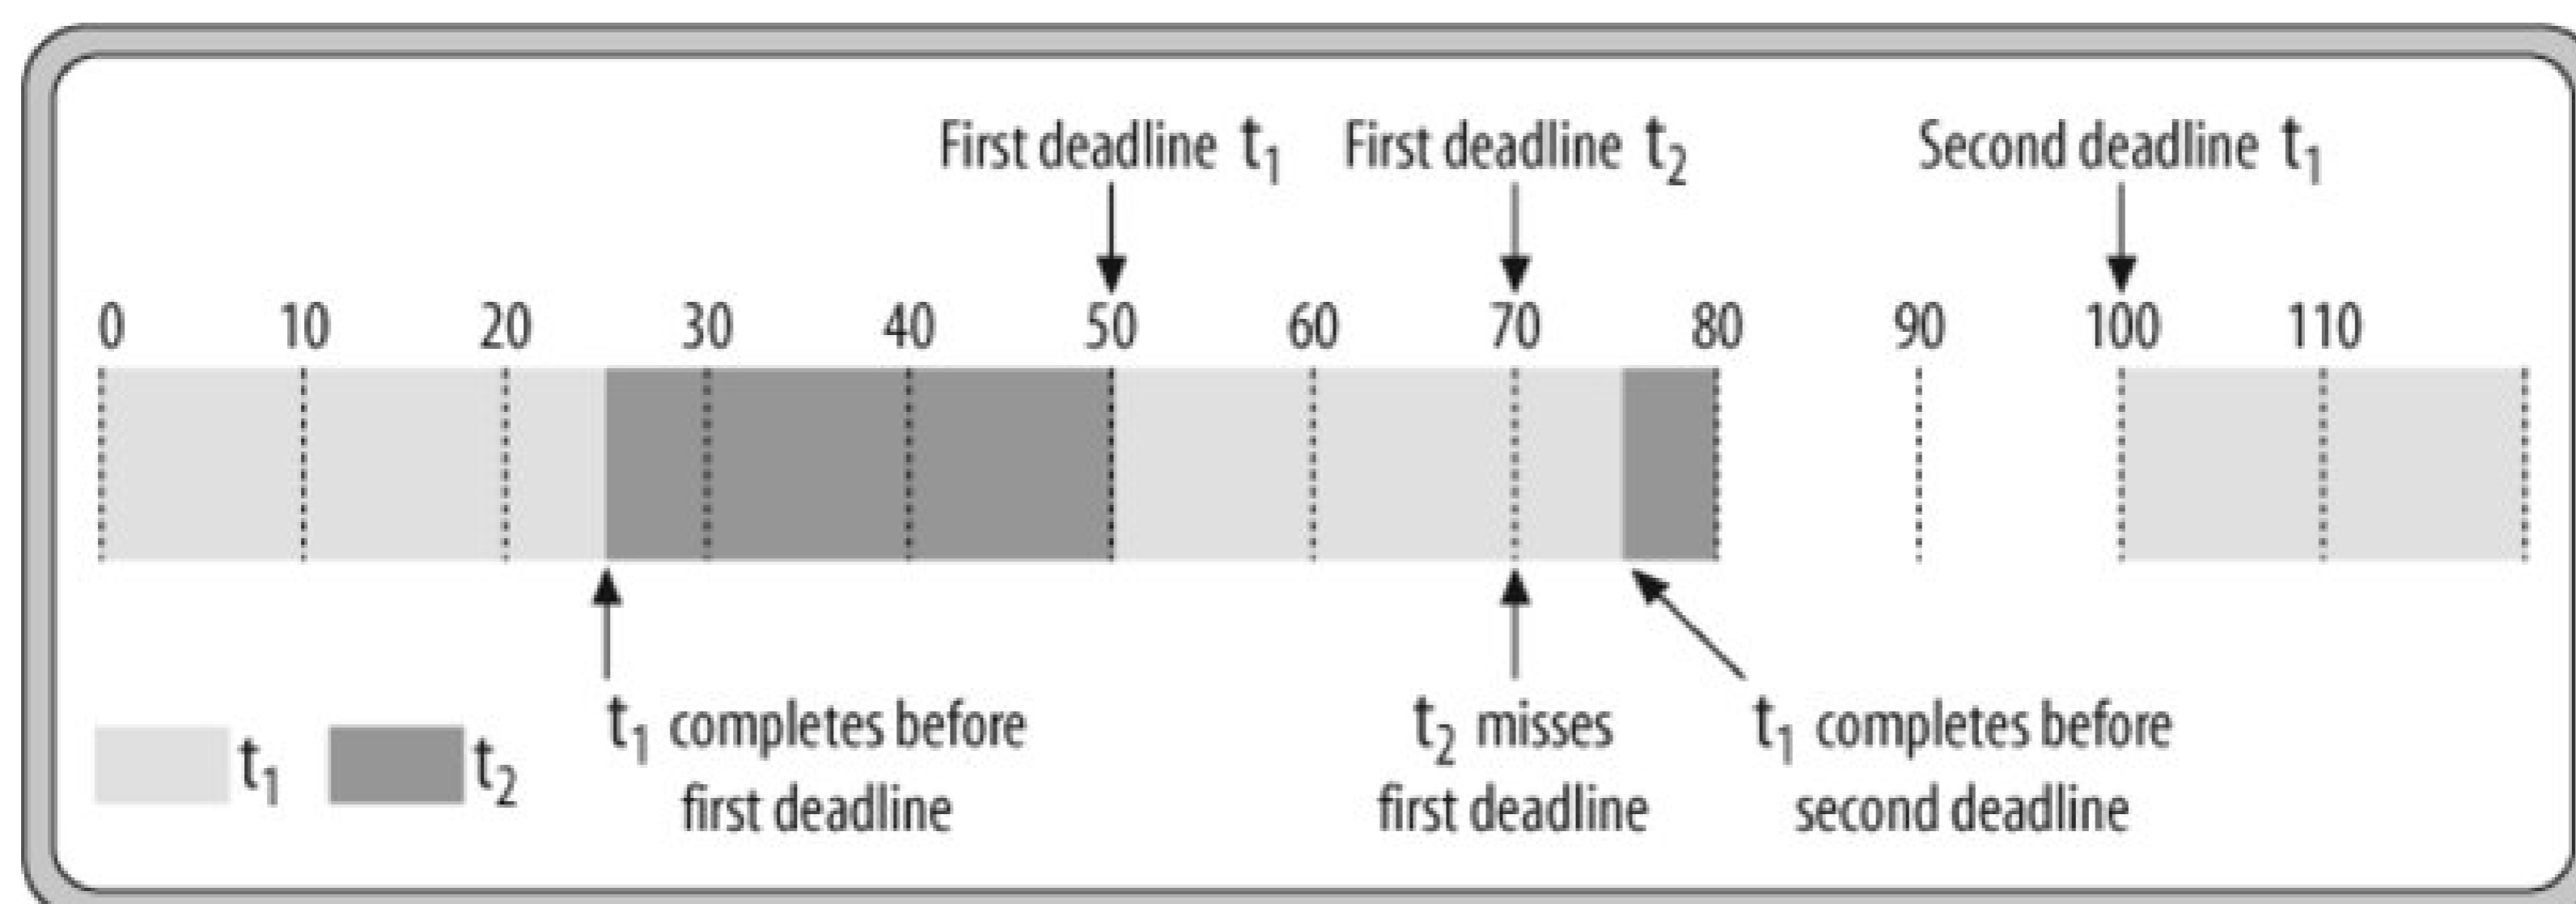 First deadline t1 First deadline t2 Second deadline t1
0 10 20 30 40 50 60 70 80 90 100 110
t1 t2
t1 completes before
first deadline
t2 misses
first deadline
t1 completes before
second deadline